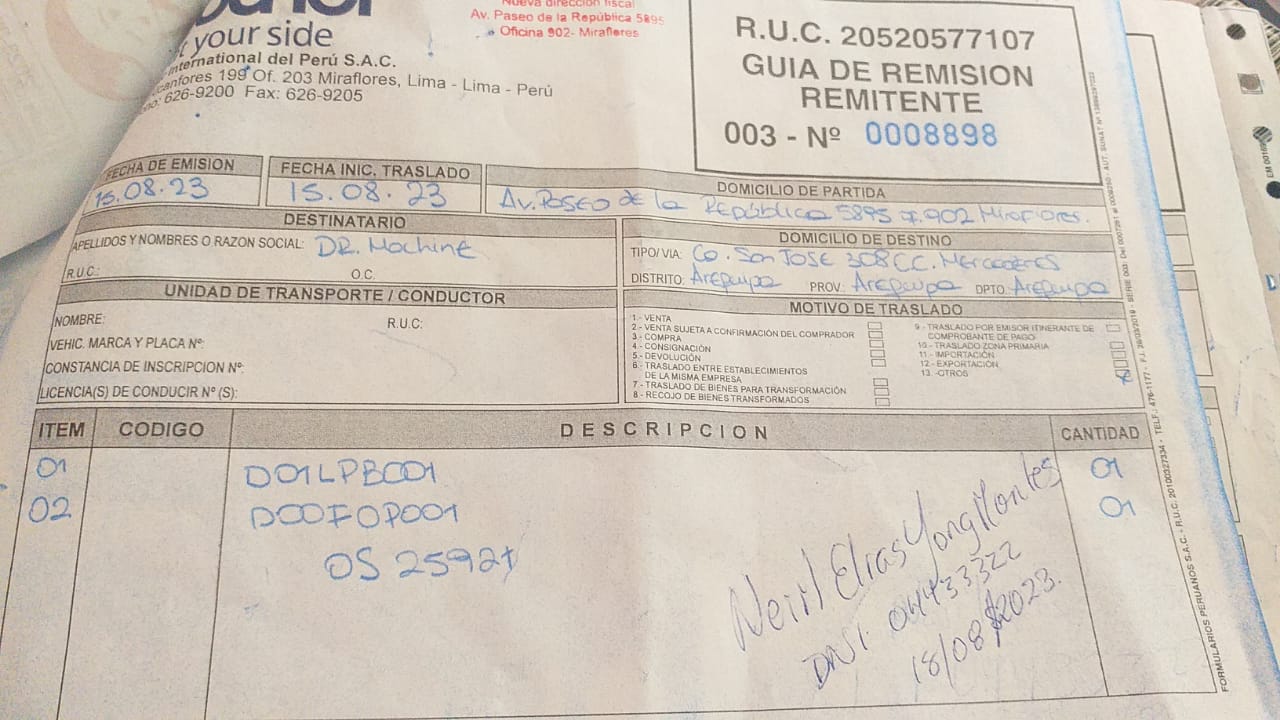 your side
Nueva dirección fiscal
Av. Paseo de la República 5895
Oficina 902- Miraflores
International del Perú S.A.C.
199 Of. 203 Miraflores, Lima - Lima - Perú
626-9200 Fax: 626-9205
R.U.C. 20520577107
GUIA DE REMISION
REMITENTE
003 - Nº 0008898
FECHA DE EMISION
15.08.23
FECHA INIC. TRASLADO
15.08.23
DOMICILIO DE PARTIDA
Av. Paseo de la República 5895 902 Miraflores.
DESTINATARIO
APELLIDOS Y NOMBRES O RAZON SOCIAL: DR. Machine
R.U.C.: O.C.
DOMICILIO DE DESTINO
TIPO/VIA: Ca. San JOSE 308 CC. Mercaderes
DISTRITO: Arequipa PROV: Arequipa DPTO: Arequipa
UNIDAD DE TRANSPORTE / CONDUCTOR
NOMBRE: R.U.C:
VEHIC. MARCA Y PLACA Nº:
CONSTANCIA DE INSCRIPCION Nº:
LICENCIA(S) DE CONDUCIR Nº (S):
MOTIVO DE TRASLADO
1.- VENTA
2.- VENTA SUJETA A CONFIRMACIÓN DEL COMPRADOR
3.- COMPRA
4.- CONSIGNACIÓN
5.- DEVOLUCIÓN
6.- TRASLADO ENTRE ESTABLECIMIENTOS
DE LA MISMA EMPRESA
7.- TRASLADO DE BIENES PARA TRANSFORMACIÓN
8.- RECOJO DE BIENES TRANSFORMADOS
9.- TRASLADO POR EMISOR ITINERANTE DE
COMPROBANTE DE PAGO
10.- TRASLADO ZONA PRIMARIA
11.- IMPORTACIÓN
12.- EXPORTACIÓN
13.-OTROS
ITEM CODIGO DESCRIPCION CANTIDAD
01 D01LPB001 01
02 D00FOP001 01
OS 25921
Neill Elias Yong Montes
DNI. 04433322
18/08/2023.
FORMULARIOS PERUANOS S.A.C. - R.U.C. 20100327334 - TELF.: 476-1177